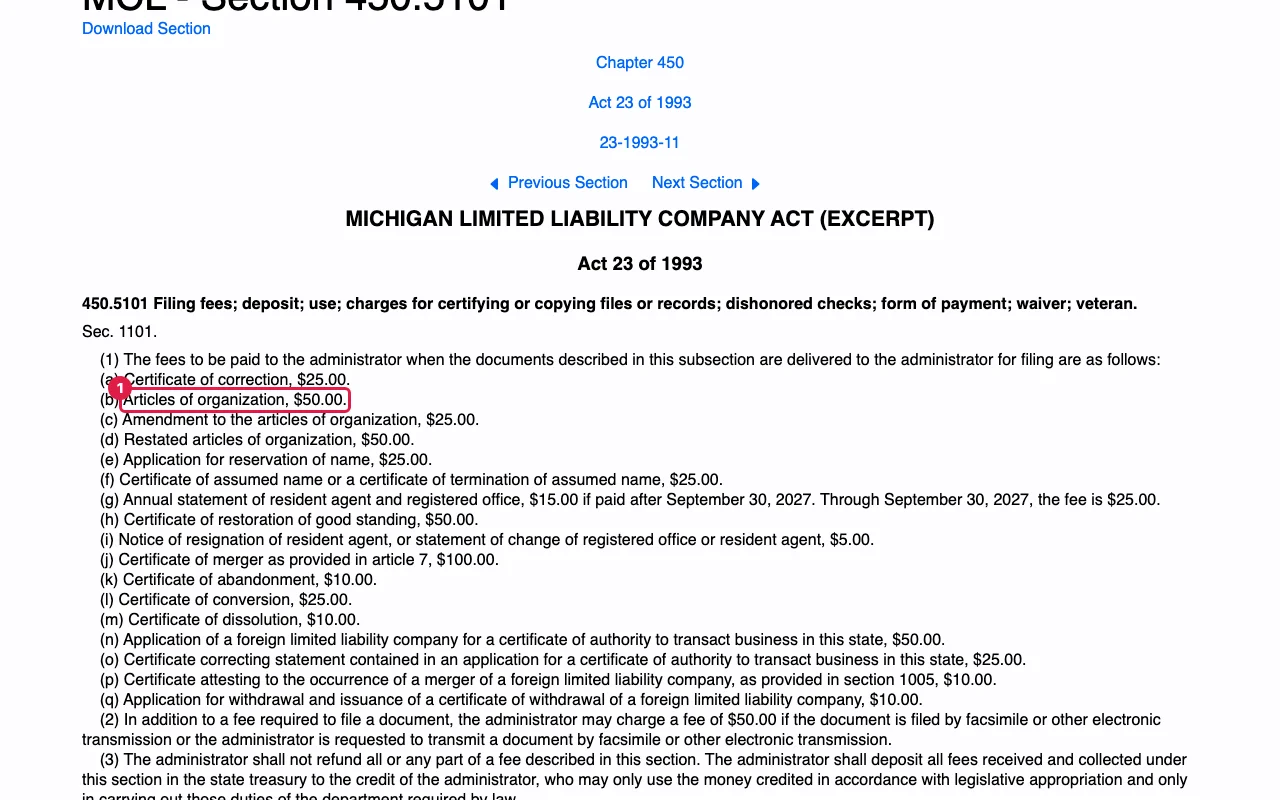 MCL - Section 450.5101
Download Section
Chapter 450
Act 23 of 1993
23-1993-11
Previous Section Next Section
MICHIGAN LIMITED LIABILITY COMPANY ACT (EXCERPT)
Act 23 of 1993
450.5101 Filing fees; deposit; use; charges for certifying or copying files or records; dishonored checks; form of payment; waiver; veteran.
Sec. 1101.
(1) The fees to be paid to the administrator when the documents described in this subsection are delivered to the administrator for filing are as follows:
(a) Certificate of correction, $25.00.
1
(b) Articles of organization, $50.00.
(c) Amendment to the articles of organization, $25.00.
(d) Restated articles of organization, $50.00.
(e) Application for reservation of name, $25.00.
(f) Certificate of assumed name or a certificate of termination of assumed name, $25.00.
(g) Annual statement of resident agent and registered office, $15.00 if paid after September 30, 2027. Through September 30, 2027, the fee is $25.00.
(h) Certificate of restoration of good standing, $50.00.
(i) Notice of resignation of resident agent, or statement of change of registered office or resident agent, $5.00.
(j) Certificate of merger as provided in article 7, $100.00.
(k) Certificate of abandonment, $10.00.
(l) Certificate of conversion, $25.00.
(m) Certificate of dissolution, $10.00.
(n) Application of a foreign limited liability company for a certificate of authority to transact business in this state, $50.00.
(o) Certificate correcting statement contained in an application for a certificate of authority to transact business in this state, $25.00.
(p) Certificate attesting to the occurrence of a merger of a foreign limited liability company, as provided in section 1005, $10.00.
(q) Application for withdrawal and issuance of a certificate of withdrawal of a foreign limited liability company, $10.00.
(2) In addition to a fee required to file a document, the administrator may charge a fee of $50.00 if the document is filed by facsimile or other electronic
transmission or the administrator is requested to transmit a document by facsimile or other electronic transmission.
(3) The administrator shall not refund all or any part of a fee described in this section. The administrator shall deposit all fees received and collected under
this section in the state treasury to the credit of the administrator, who may only use the money credited in accordance with legislative appropriation and only
in carrying out those duties of the department required by law.